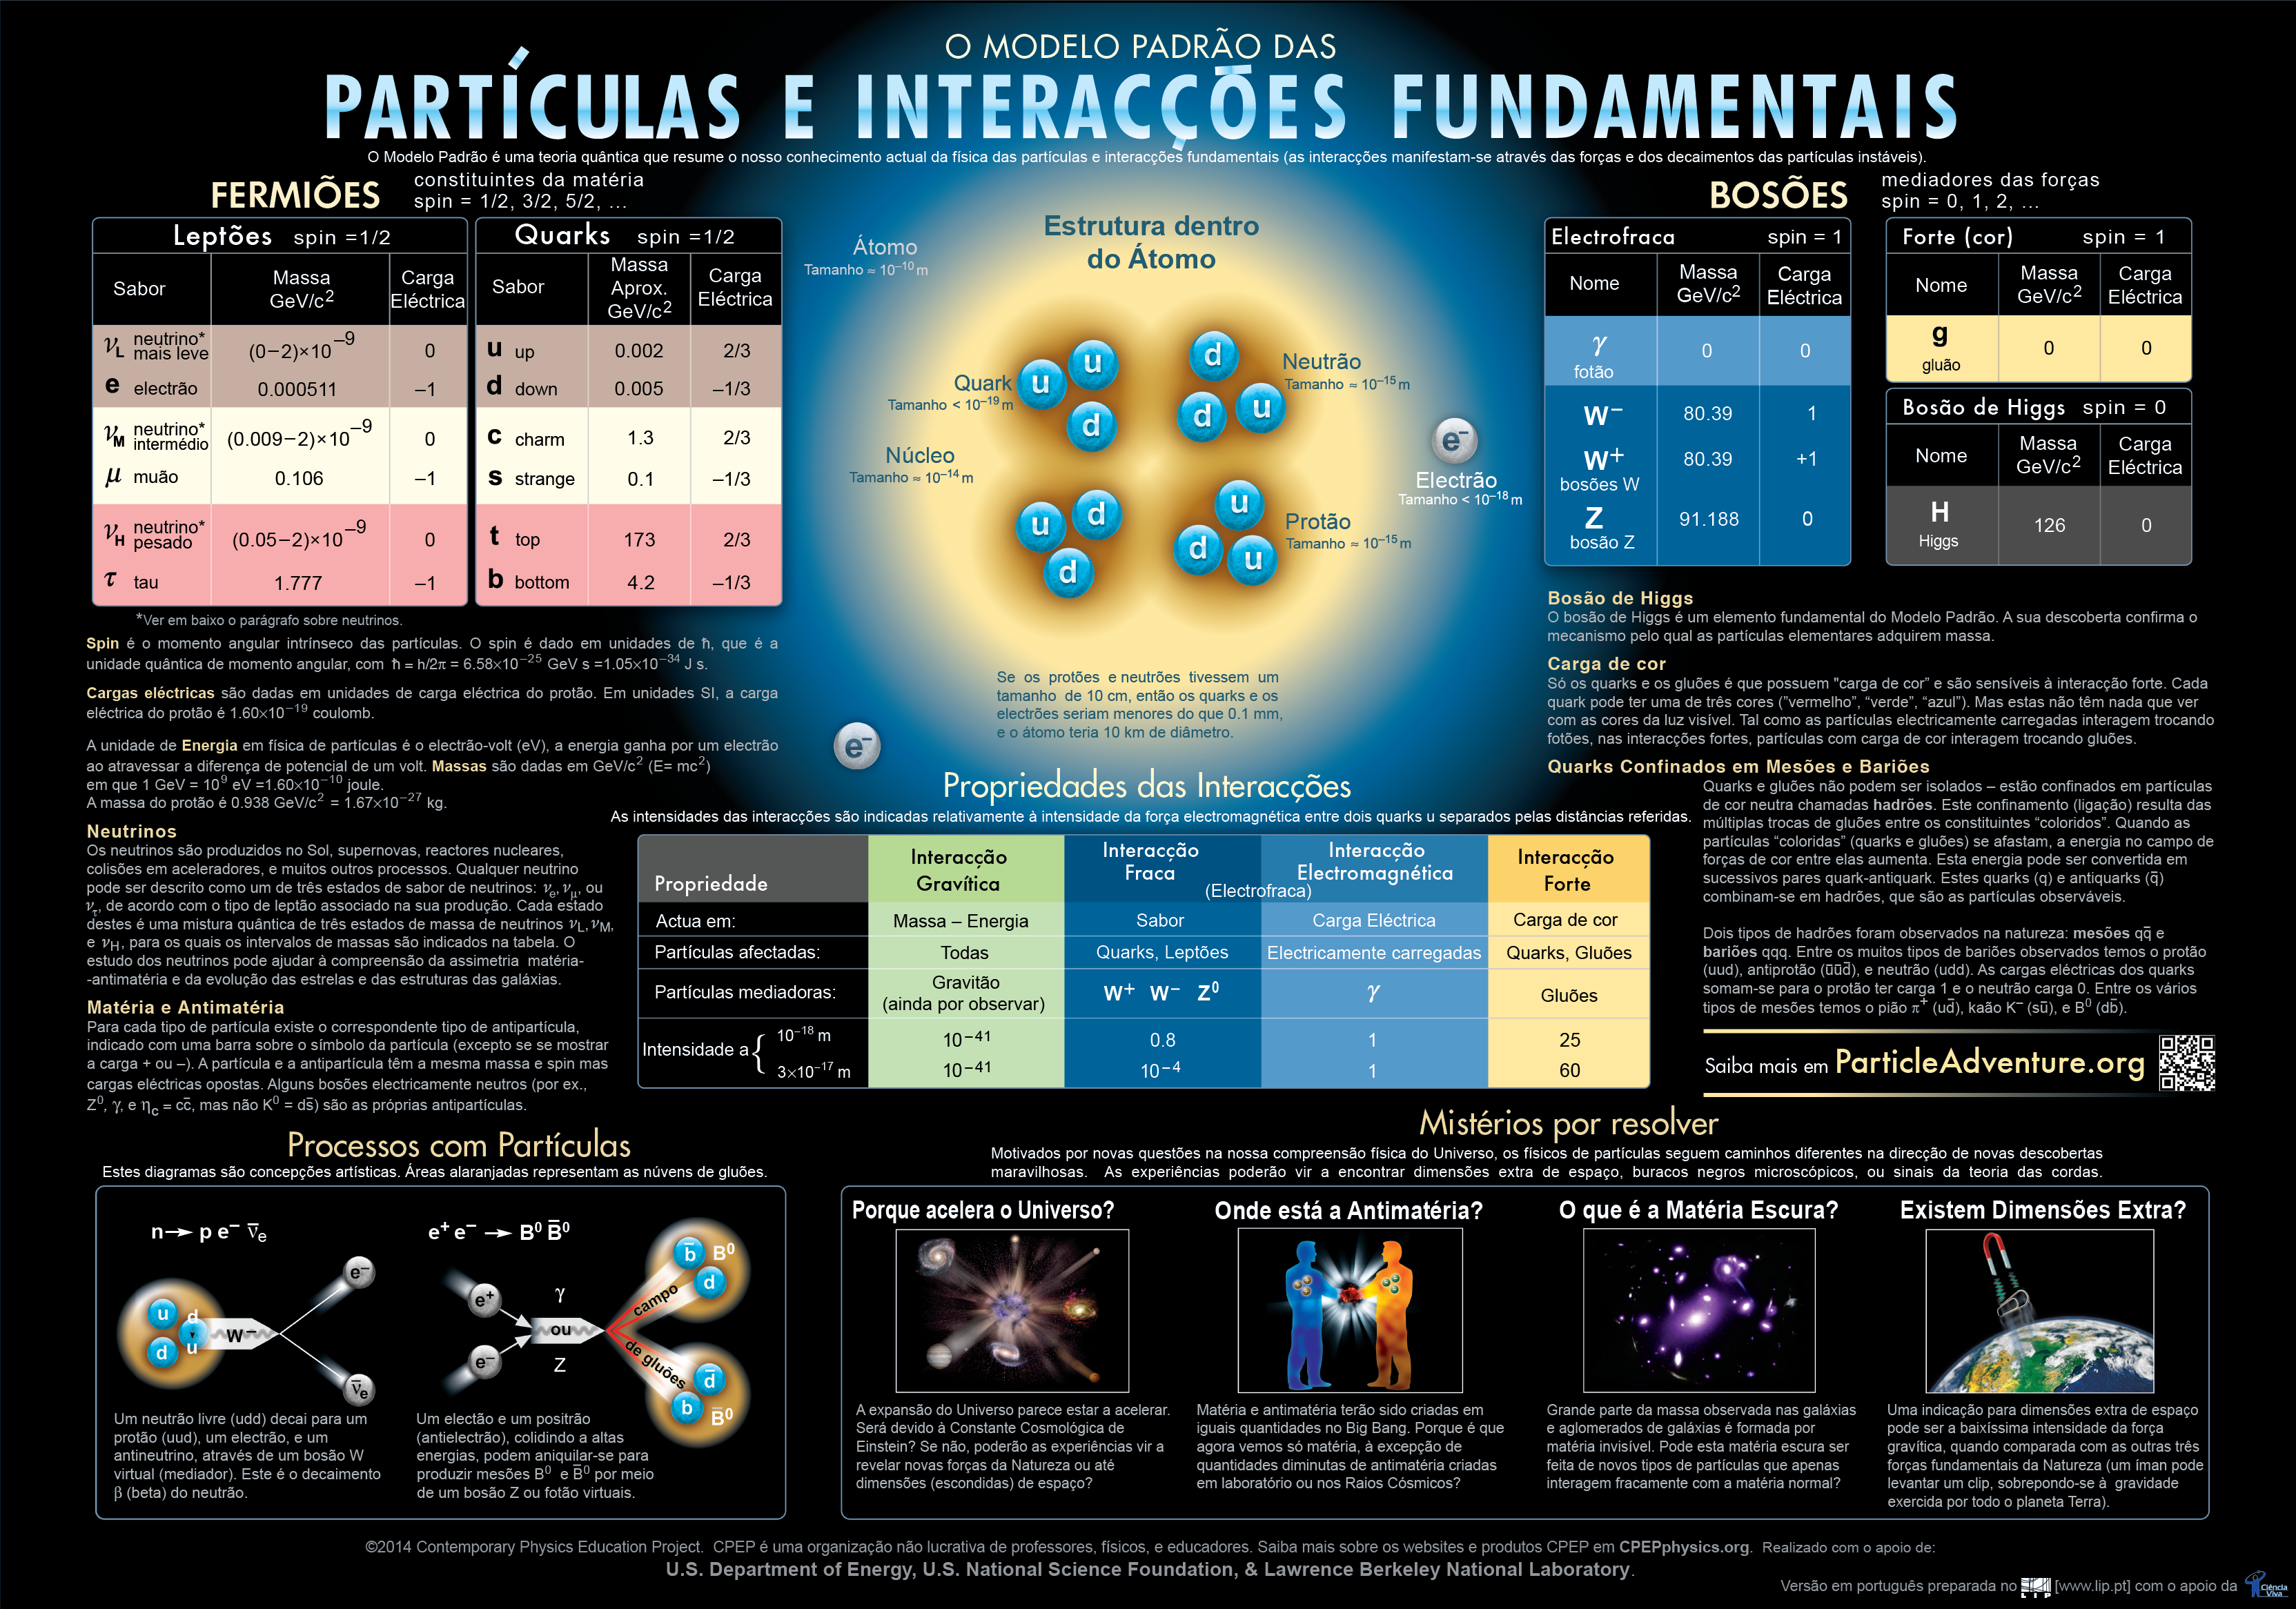 O MODELO PADRÃO DAS
PARTÍCULAS E INTERACÇÕES FUNDAMENTAIS
O Modelo Padrão é uma teoria quântica que resume o nosso conhecimento actual da física das partículas e interacções fundamentais (as interacções manifestam-se através das forças e dos decaimentos das partículas instáveis).
FERMIÕES
constituintes da matéria
spin = 1/2, 3/2, 5/2, ...
Leptões spin =1/2
Sabor Massa GeV/c² Carga Eléctrica
νL neutrino* mais leve (0–2)×10⁻⁹ 0
e electrão 0.000511 –1
νM neutrino* intermédio (0.009–2)×10⁻⁹ 0
μ muão 0.106 –1
νH neutrino* pesado (0.05–2)×10⁻⁹ 0
τ tau 1.777 –1
Quarks spin =1/2
Sabor Massa Aprox. GeV/c² Carga Eléctrica
u up 0.002 2/3
d down 0.005 –1/3
c charm 1.3 2/3
s strange 0.1 –1/3
t top 173 2/3
b bottom 4.2 –1/3
*Ver em baixo o parágrafo sobre neutrinos.
Spin é o momento angular intrínseco das partículas. O spin é dado em unidades de ħ, que é a
unidade quântica de momento angular, com ħ = h/2π = 6.58×10⁻²⁵ GeV s =1.05×10⁻³⁴ J s.
Cargas eléctricas são dadas em unidades de carga eléctrica do protão. Em unidades SI, a carga
eléctrica do protão é 1.60×10⁻¹⁹ coulomb.
A unidade de Energia em física de partículas é o electrão-volt (eV), a energia ganha por um electrão
ao atravessar a diferença de potencial de um volt. Massas são dadas em GeV/c² (E= mc²)
em que 1 GeV = 10⁹ eV =1.60×10⁻¹⁰ joule.
A massa do protão é 0.938 GeV/c² = 1.67×10⁻²⁷ kg.
Neutrinos
Os neutrinos são produzidos no Sol, supernovas, reactores nucleares,
colisões em aceleradores, e muitos outros processos. Qualquer neutrino
pode ser descrito como um de três estados de sabor de neutrinos: νe, νμ, ou
ντ, de acordo com o tipo de leptão associado na sua produção. Cada estado
destes é uma mistura quântica de três estados de massa de neutrinos νL, νM,
e νH, para os quais os intervalos de massas são indicados na tabela. O
estudo dos neutrinos pode ajudar à compreensão da assimetria matéria-
-antimatéria e da evolução das estrelas e das estruturas das galáxias.
Matéria e Antimatéria
Para cada tipo de partícula existe o correspondente tipo de antipartícula,
indicado com uma barra sobre o símbolo da partícula (excepto se se mostrar
a carga + ou –). A partícula e a antipartícula têm a mesma massa e spin mas
cargas eléctricas opostas. Alguns bosões electricamente neutros (por ex.,
Z⁰, γ, e ηc = cc̄, mas não K⁰ = ds̄) são as próprias antipartículas.
Estrutura dentro
do Átomo
Átomo
Tamanho ≈ 10⁻¹⁰ m
Quark
Tamanho < 10⁻¹⁹ m
Núcleo
Tamanho ≈ 10⁻¹⁴ m
Neutrão
Tamanho ≈ 10⁻¹⁵ m
Protão
Tamanho ≈ 10⁻¹⁵ m
e⁻
Electrão
Tamanho < 10⁻¹⁸ m
u u d
d d u
u d d
u d u
e⁻
Se os protões e neutrões tivessem um
tamanho de 10 cm, então os quarks e os
electrões seriam menores do que 0.1 mm,
e o átomo teria 10 km de diâmetro.
BOSÕES
mediadores das forças
spin = 0, 1, 2, ...
Electrofraca spin = 1
Nome Massa GeV/c² Carga Eléctrica
γ fotão 0 0
W⁻ 80.39 1
W⁺ 80.39 +1
bosões W
Z bosão Z 91.188 0
Forte (cor) spin = 1
Nome Massa GeV/c² Carga Eléctrica
g gluão 0 0
Bosão de Higgs spin = 0
Nome Massa GeV/c² Carga Eléctrica
H Higgs 126 0
Bosão de Higgs
O bosão de Higgs é um elemento fundamental do Modelo Padrão. A sua descoberta confirma o
mecanismo pelo qual as partículas elementares adquirem massa.
Carga de cor
Só os quarks e os gluões é que possuem "carga de cor” e são sensíveis à interacção forte. Cada
quark pode ter uma de três cores (”vermelho”, “verde”, “azul”). Mas estas não têm nada que ver
com as cores da luz visível. Tal como as partículas electricamente carregadas interagem trocando
fotões, nas interacções fortes, partículas com carga de cor interagem trocando gluões.
Quarks Confinados em Mesões e Bariões
Quarks e gluões não podem ser isolados – estão confinados em partículas
de cor neutra chamadas hadrões. Este confinamento (ligação) resulta das
múltiplas trocas de gluões entre os constituintes “coloridos”. Quando as
partículas “coloridas” (quarks e gluões) se afastam, a energia no campo de
forças de cor entre elas aumenta. Esta energia pode ser convertida em
sucessivos pares quark-antiquark. Estes quarks (q) e antiquarks (q̄)
combinam-se em hadrões, que são as partículas observáveis.
Dois tipos de hadrões foram observados na natureza: mesões qq̄ e
bariões qqq. Entre os muitos tipos de bariões observados temos o protão
(uud), antiprotão (ūūd̄), e neutrão (udd). As cargas eléctricas dos quarks
somam-se para o protão ter carga 1 e o neutrão carga 0. Entre os vários
tipos de mesões temos o pião π⁺ (ud̄), kaão K⁻ (sū), e B⁰ (db̄).
Saiba mais em ParticleAdventure.org
Propriedades das Interacções
As intensidades das interacções são indicadas relativamente à intensidade da força electromagnética entre dois quarks u separados pelas distâncias referidas.
Propriedade Interacção Gravítica Interacção Fraca Interacção Electromagnética Interacção Forte
(Electrofraca)
Actua em: Massa – Energia Sabor Carga Eléctrica Carga de cor
Partículas afectadas: Todas Quarks, Leptões Electricamente carregadas Quarks, Gluões
Partículas mediadoras: Gravitão (ainda por observar) W⁺ W⁻ Z⁰ γ Gluões
Intensidade a { 10⁻¹⁸ m 10⁻⁴¹ 0.8 1 25
3×10⁻¹⁷ m 10⁻⁴¹ 10⁻⁴ 1 60
Processos com Partículas
Estes diagramas são concepções artísticas. Áreas alaranjadas representam as núvens de gluões.
n→ p e⁻ ν̄e
u d d u W⁻ e⁻ ν̄e
Um neutrão livre (udd) decai para um
protão (uud), um electrão, e um
antineutrino, através de um bosão W
virtual (mediador). Este é o decaimento
β (beta) do neutrão.
e⁺ e⁻ → B⁰ B̄⁰
e⁺ e⁻ γ ou Z
campo
de gluões
b̄ d B⁰
d̄ b B̄⁰
Um electão e um positrão
(antielectrão), colidindo a altas
energias, podem aniquilar-se para
produzir mesões B⁰ e B̄⁰ por meio
de um bosão Z ou fotão virtuais.
Mistérios por resolver
Motivados por novas questões na nossa compreensão física do Universo, os físicos de partículas seguem caminhos diferentes na direcção de novas descobertas
maravilhosas. As experiências poderão vir a encontrar dimensões extra de espaço, buracos negros microscópicos, ou sinais da teoria das cordas.
Porque acelera o Universo?
A expansão do Universo parece estar a acelerar.
Será devido à Constante Cosmológica de
Einstein? Se não, poderão as experiências vir a
revelar novas forças da Natureza ou até
dimensões (escondidas) de espaço?
Onde está a Antimatéria?
Matéria e antimatéria terão sido criadas em
iguais quantidades no Big Bang. Porque é que
agora vemos só matéria, à excepção de
quantidades diminutas de antimatéria criadas
em laboratório ou nos Raios Cósmicos?
O que é a Matéria Escura?
Grande parte da massa observada nas galáxias
e aglomerados de galáxias é formada por
matéria invisível. Pode esta matéria escura ser
feita de novos tipos de partículas que apenas
interagem fracamente com a matéria normal?
Existem Dimensões Extra?
Uma indicação para dimensões extra de espaço
pode ser a baixíssima intensidade da força
gravítica, quando comparada com as outras três
forças fundamentais da Natureza (um íman pode
levantar um clip, sobrepondo-se à gravidade
exercida por todo o planeta Terra).
©2014 Contemporary Physics Education Project. CPEP é uma organização não lucrativa de professores, físicos, e educadores. Saiba mais sobre os websites e produtos CPEP em CPEPphysics.org. Realizado com o apoio de:
U.S. Department of Energy, U.S. National Science Foundation, & Lawrence Berkeley National Laboratory.
Versão em português preparada no LIP [www.lip.pt] com o apoio da Ciência Viva